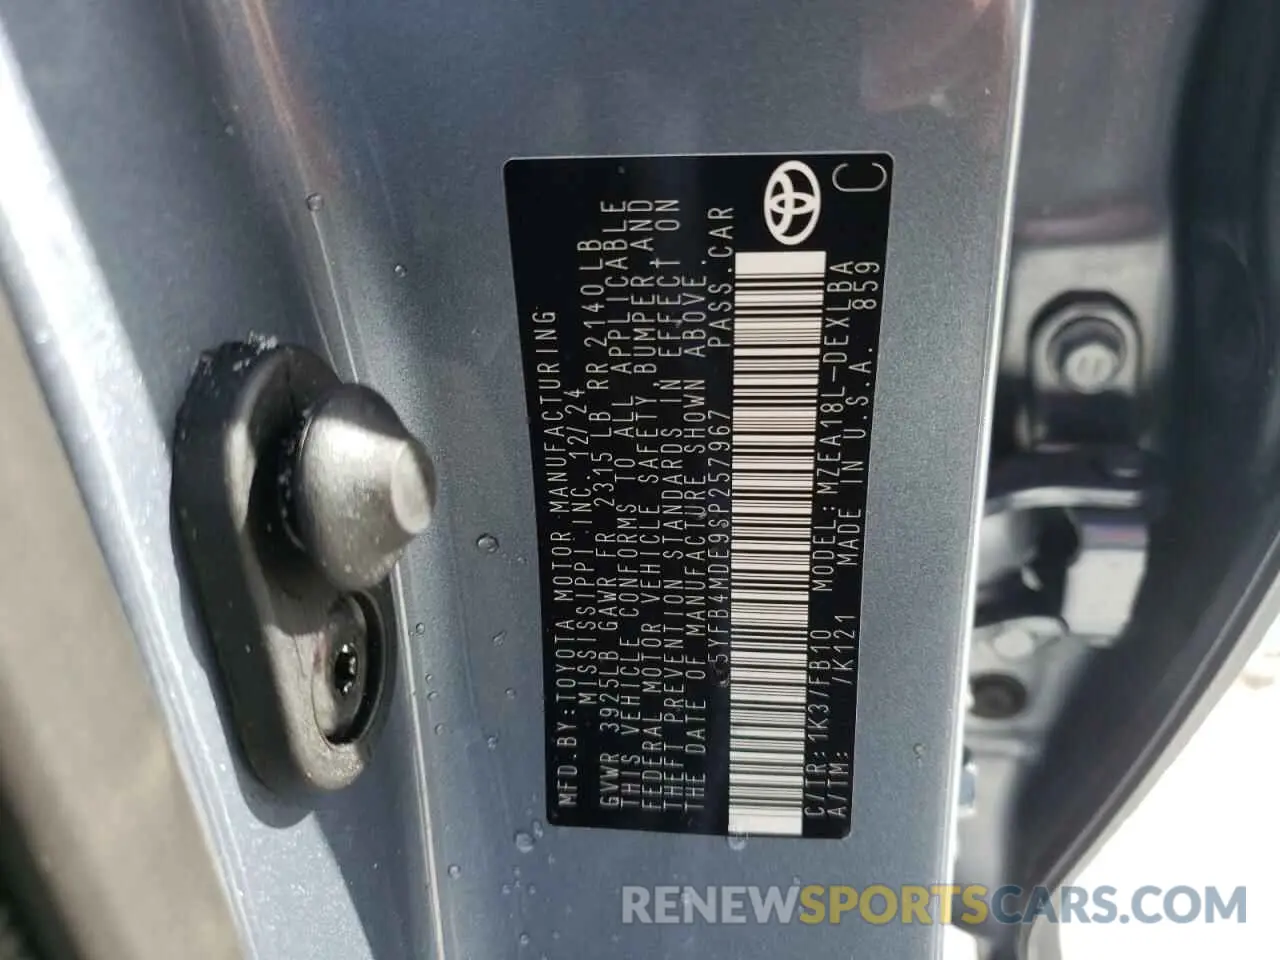 MFD.BY:TOYOTA MOTOR MANUFACTURING
MISSISSIPPI,INC.12/24
GVWR 3925LB GAWR FR 2315 LB RR 2140LB
THIS VEHICLE CONFORMS TO ALL APPLICABLE
FEDERAL MOTOR VEHICLE SAFETY, BUMPER, AND
THEFT PREVENTION STANDARDS IN EFFECT ON
THE DATE OF MANUFACTURE SHOWN ABOVE.
5YFB4MDE9SP257967 PASS.CAR
C/TR: 1K3/FB10 MODEL: MZEA18L-DEXLBA
A/TM: /K121 MADE IN U.S.A. 859
C
RENEWSPORTSCARS.COM